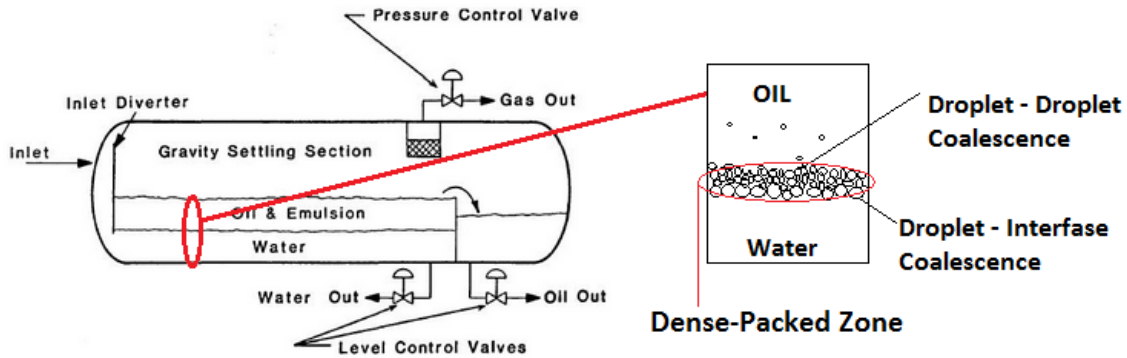 Pressure Control Valve
Inlet Diverter
Gas Out
Inlet
Gravity Settling Section
Oil & Emulsion
Water
Water Out
Oil Out
Level Control Valves
OIL
Droplet - Droplet
Coalescence
Droplet - Interfase
Coalescence
Water
Dense-Packed Zone